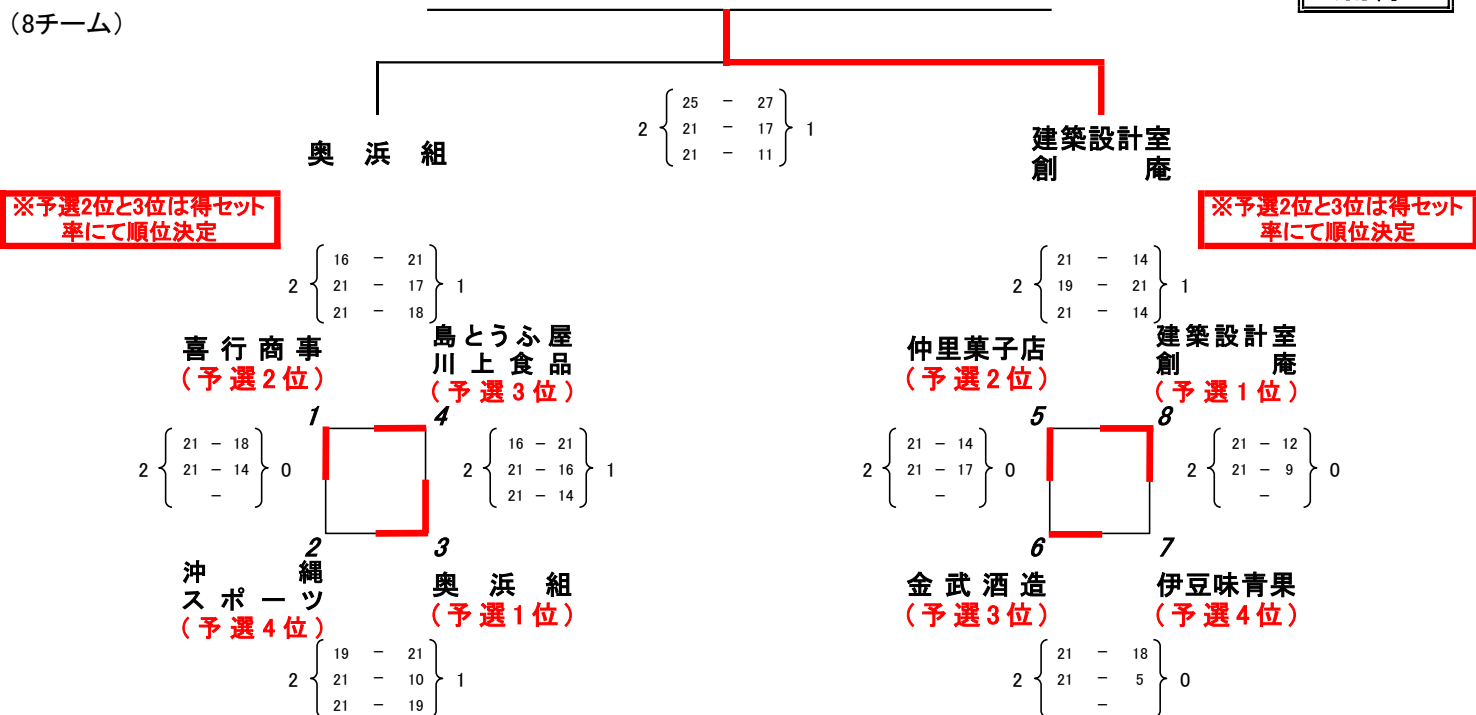 (8チーム)
25 - 27
2 21 - 17 1
21 - 11
奥浜組
建築設計室
創庵
※予選2位と3位は得セット
率にて順位決定
※予選2位と3位は得セット
率にて順位決定
16 - 21
2 21 - 17 1
21 - 18
21 - 14
2 19 - 21 1
21 - 14
喜行商事
(予選2位)
島とうふ屋
川上食品
(予選3位)
仲里菓子店
(予選2位)
建築設計室
創庵
(予選1位)
1 4
5 8
21 - 18
2 21 - 14 0
-
16 - 21
2 21 - 16 1
21 - 14
21 - 14
2 21 - 17 0
-
21 - 12
2 21 - 9 0
-
2 3
6 7
沖縄
スポーツ
(予選4位)
奥浜組
(予選1位)
金武酒造
(予選3位)
伊豆味青果
(予選4位)
19 - 21
2 21 - 10 1
21 - 19
21 - 18
2 21 - 5 0
-